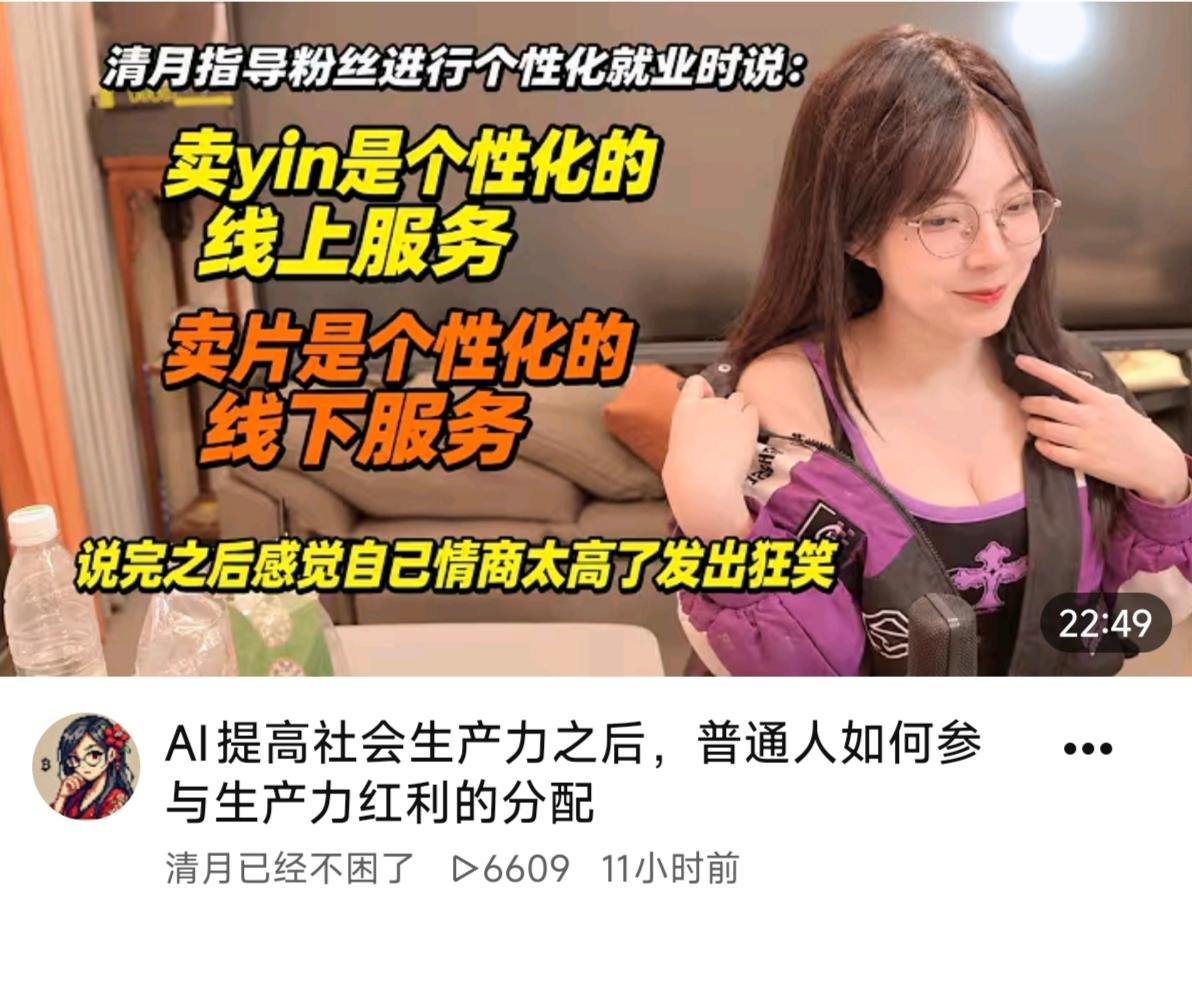 清月指导粉丝进行个性化就业时说：
卖yin是个性化的
线上服务
卖片是个性化的
线下服务
说完之后感觉自己情商太高了发出狂笑
22:49
AI提高社会生产力之后，普通人如何参
与生产力红利的分配
清月已经不困了 6609 11小时前